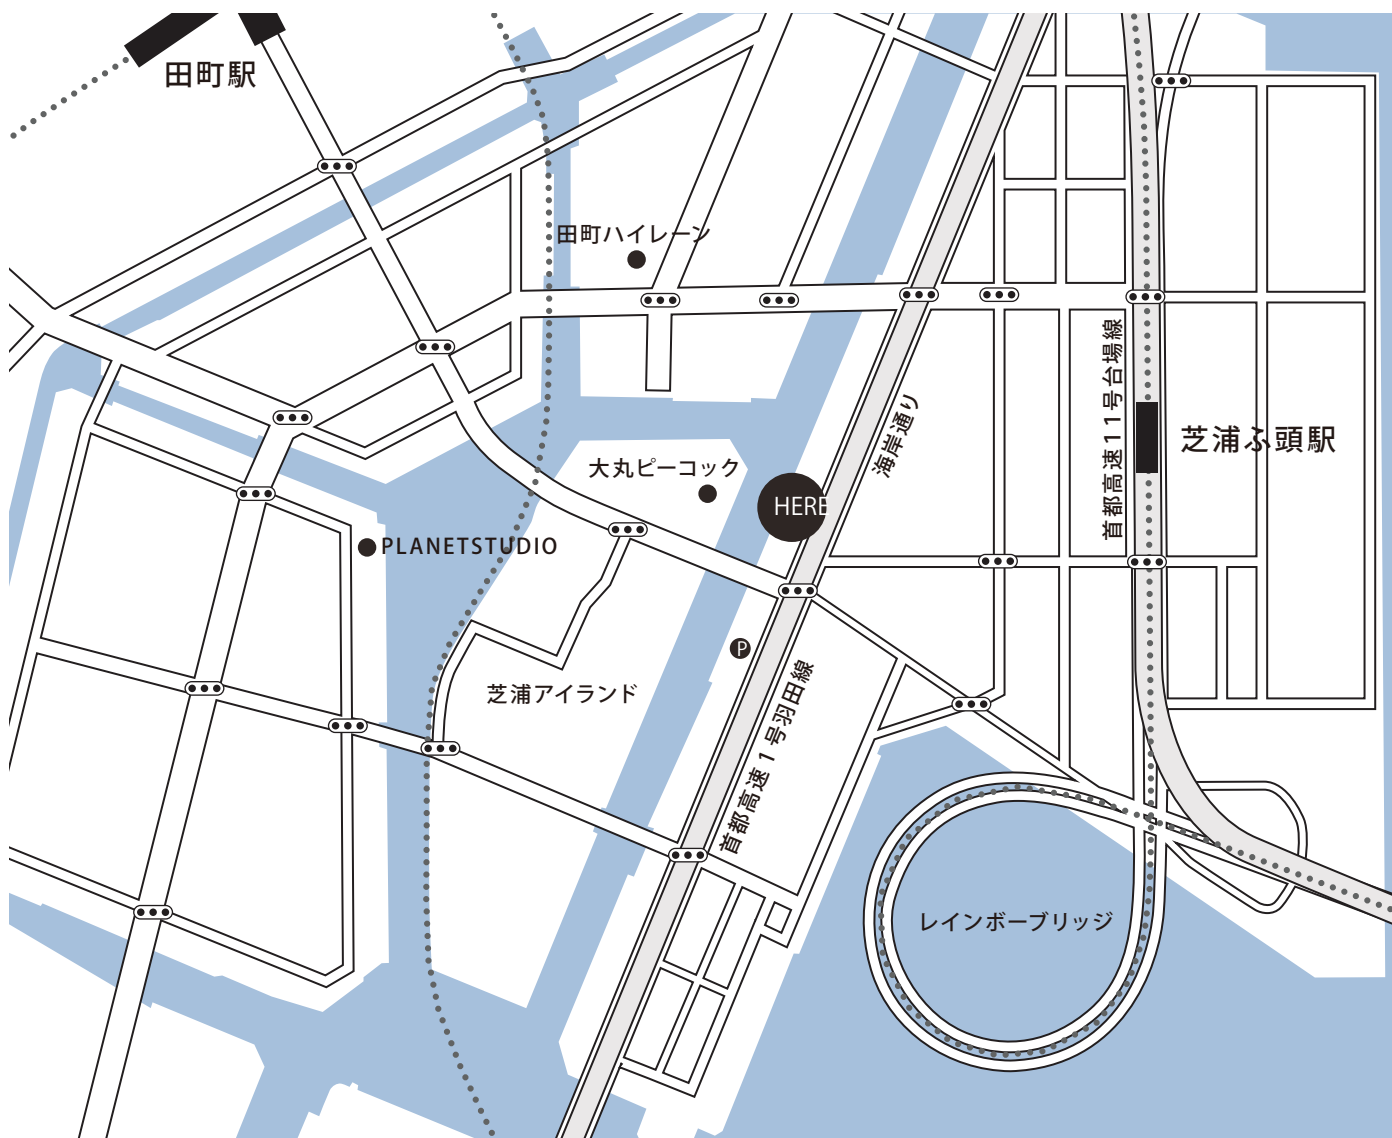 田町駅
田町ハイレーン
首都高速11号台場線
海岸通り
芝浦ふ頭駅
大丸ピーコック
HERE
PLANETSTUDIO
P
芝浦アイランド
首都高速1号羽田線
レインボーブリッジ